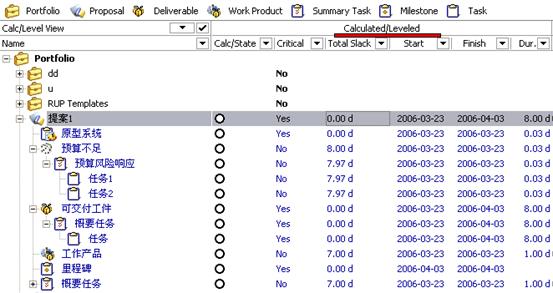 Portfolio Proposal Deliverable Work Product Summary Task Milestone Task
Calc/Level View Calculated/Leveled
Name Calc/State Critical Total Slack Start Finish Dur.
Portfolio
dd No
u No
RUP Templates No
提案1 Yes 0.00 d 2006-03-23 2006-04-03 8.00 d
原型系统 Yes 0.00 d 2006-03-23 2006-03-23 0.03 d
预算不足 No 8.00 d 2006-03-23 2006-03-23 0.03 d
预算风险响应 No 7.97 d 2006-03-23 2006-03-23 0.03 d
任务1 No 7.97 d 2006-03-23 2006-03-23 0.03 d
任务2 No 7.97 d 2006-03-23 2006-03-23 0.03 d
可交付工件 Yes 0.00 d 2006-03-23 2006-04-03 8.00 d
概要任务 Yes 0.00 d 2006-03-23 2006-04-03 8.00 d
任务 Yes 0.00 d 2006-03-23 2006-04-03 8.00 d
工作产品 No 7.00 d 2006-03-23 2006-03-23 1.00 d
里程碑 Yes 0.00 d 2006-04-03 2006-04-03
概要任务 No 7.00 d 2006-03-23 2006-03-23 1.00 d